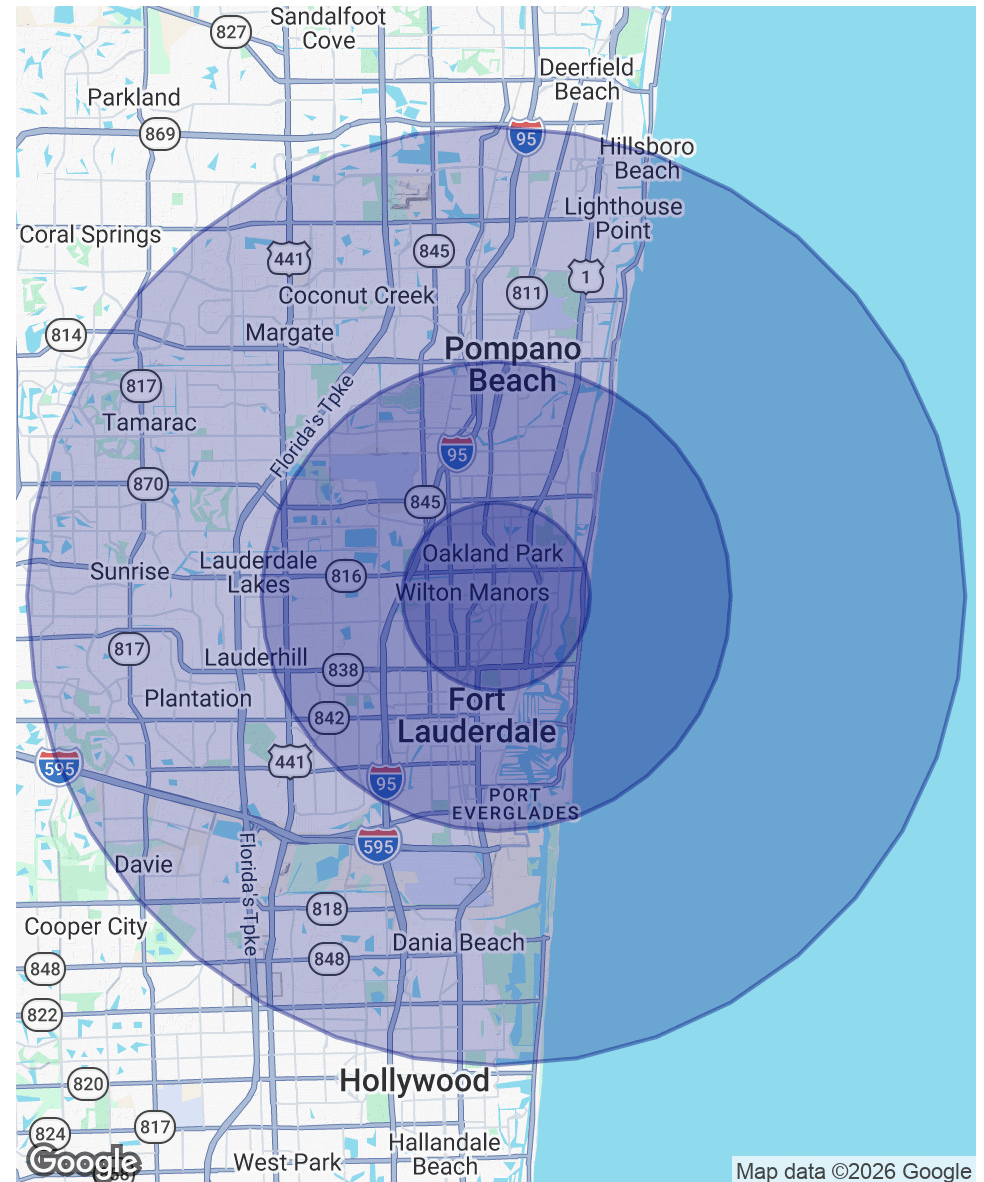 Sandalfoot
Cove
827
Deerfield
Beach
Parkland
869
95
Hillsboro
Beach
Lighthouse
Point
Coral Springs
441
845
1
811
Coconut Creek
814
Margate
Pompano
Beach
817
Florida's Tpke
Tamarac
95
870
845
Oakland Park
Lauderdale
Lakes
Sunrise
816
Wilton Manors
817
Lauderhill
838
Plantation
Fort
Lauderdale
842
441
595
95
PORT
EVERGLADES
595
Davie
Florida's Tpke
818
Cooper City
Dania Beach
848
848
822
Hollywood
820
817
824
Hallandale
Beach
West Park
Google
Map data ©2026 Google